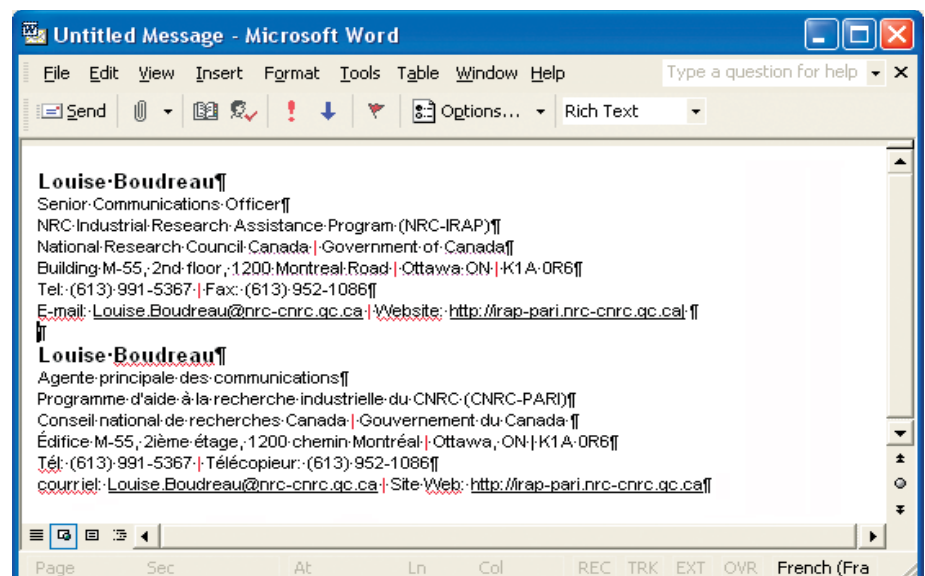 Untitled Message - Microsoft Word
File Edit View Insert Format Tools Table Window Help Type a question for help
Send Options... Rich Text
Louise·Boudreau¶
Senior·Communications·Officer¶
NRC·Industrial·Research·Assistance·Program·(NRC-IRAP)¶
National·Research·Council·Canada·|·Government·of·Canada¶
Building·M-55,·2nd·floor,·1200·Montreal·Road·|·Ottawa·ON·|·K1A·0R6¶
Tel:·(613)·991-5367·|·Fax:·(613)·952-1086¶
E-mail:·Louise.Boudreau@nrc-cnrc.gc.ca·|·Website:·http://irap-pari.nrc-cnrc.gc.ca|·¶
¶
Louise·Boudreau¶
Agente·principale·des·communications¶
Programme·d'aide·à·la·recherche·industrielle·du·CNRC·(CNRC-PARI)¶
Conseil·national·de·recherches·Canada·|·Gouvernement·du·Canada·¶
Édifice·M-55,·2ième·étage,·1200·chemin·Montréal·|·Ottawa,·ON·|·K1A·0R6¶
Tél:·(613)·991-5367·|·Télécopieur:·(613)·952-1086¶
courriel:·Louise.Boudreau@nrc-cnrc.gc.ca·|·Site·Web:·http://irap-pari.nrc-cnrc.gc.ca¶
Page Sec At Ln Col REC TRK EXT OVR French (Fra